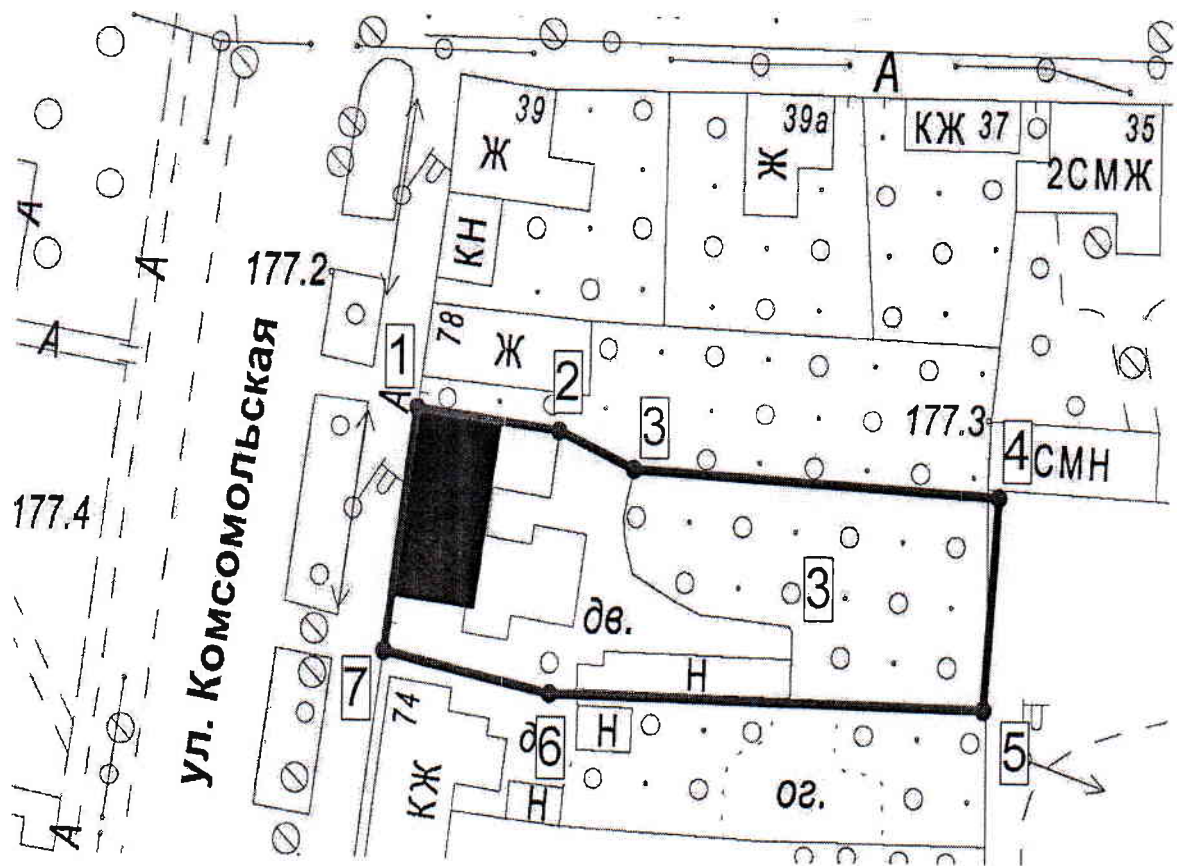 А
39
Ж
39а
Ж
КЖ 37
35
2СМЖ
А
А
КН
177.2
А
78
Ж
1
А
2
3
177.3
4
СМН
ул. Комсомольская
177.4
3
дв.
Н
7
74
КЖ
6
Н
Н
5
ог.
А